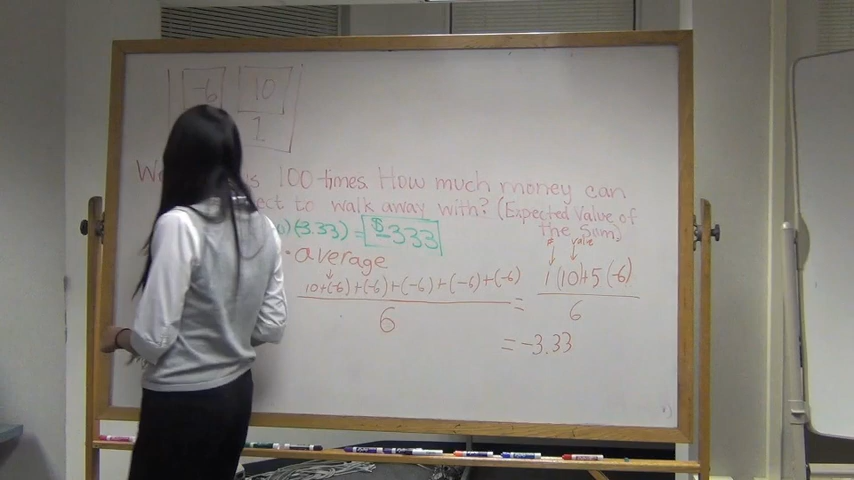 -6 10
1
is 100 times. How much money can
to walk away with? (Expected Value of
the Sum)
)(-3.33) = $-333
# value
• average
10+(-6)+(-6)+(-6)+(-6)+(-6) = 1(10)+5(-6)
6 6
= -3.33